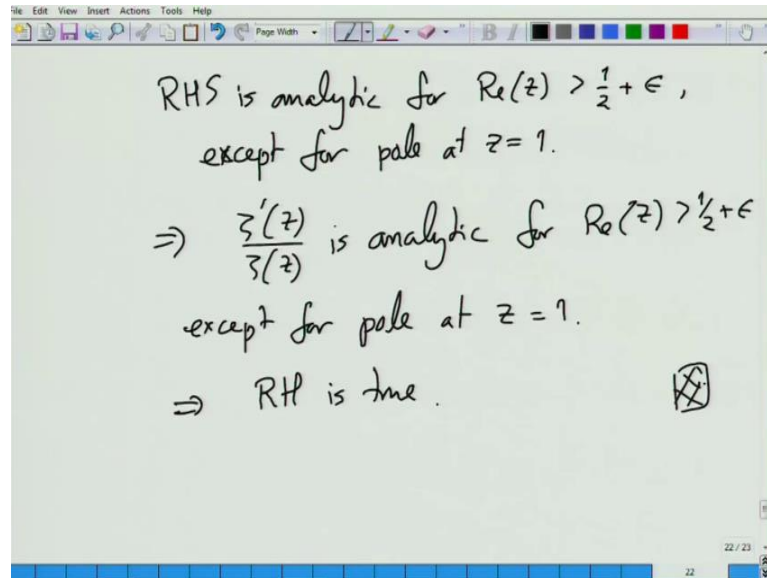 File Edit View Insert Actions Tools Help
Page Width
RHS is analytic for Re(z) > 1/2 + ϵ,
except for pole at z = 1.
⇒ ζ'(z)/ζ(z) is analytic for Re(z) > 1/2 + ϵ
except for pole at z = 1.
⇒ RH is true.
22 / 23
22